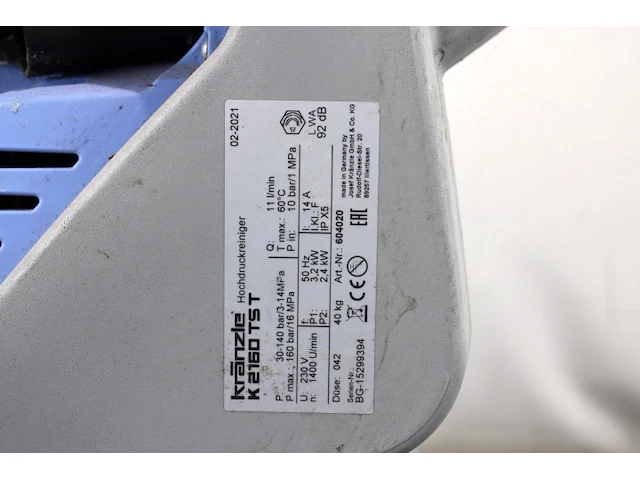 kränzle Hochdruckreiniger 02-2021
K 2160 TS T
P: 30-140 bar/3-14MPa Q: 11 l/min
P max.: 160 bar/16 MPa T max.: 60°C LWA
P in: 10 bar/1 MPa 92 dB
U: 230 V f: 50 Hz I: 14 A
n: 1400 U/min P1: 3,2 kW I.Kl.: F
P2: 2,4 kW IP X5
Düse: 042 40 kg Art.-Nr.: 604020 made in Germany by
Josef Kränzle GmbH & Co. KG
Rudolf-Diesel-Str. 20
89257 Illertissen
Serien-Nr.:
BG-15299394 CE EAC